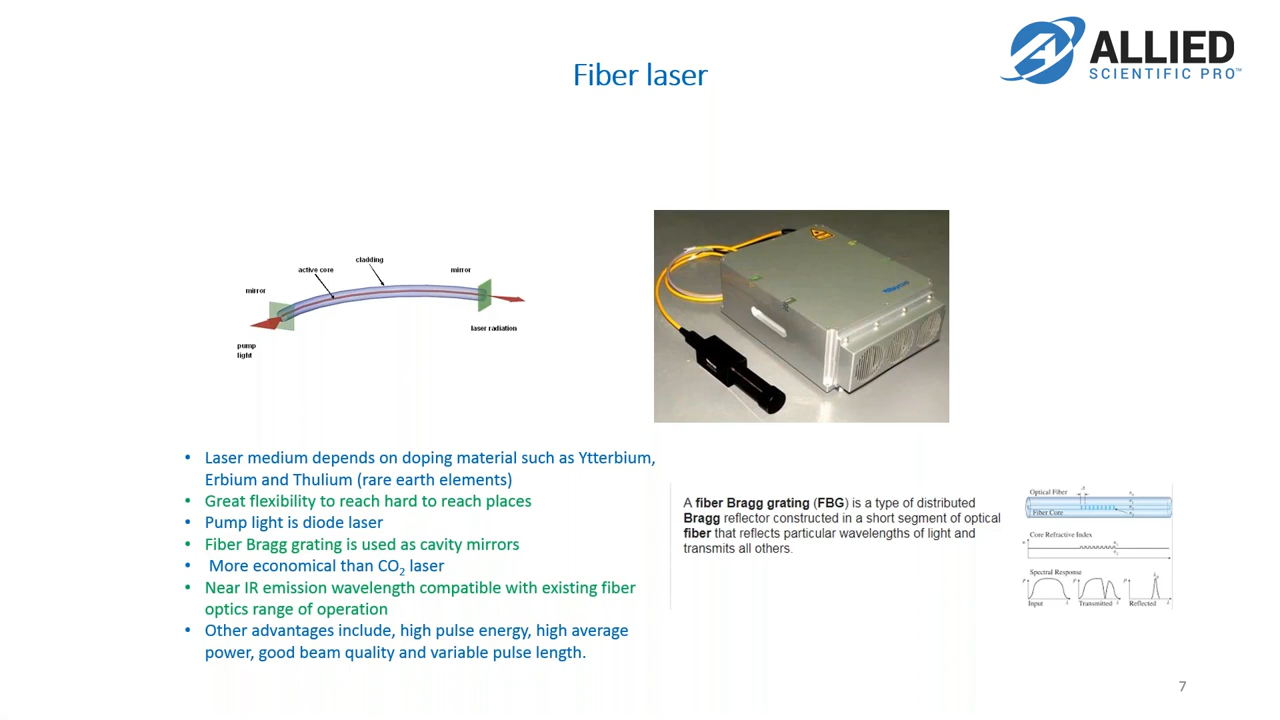 ALLIED
SCIENTIFIC PRO™
Fiber laser
cladding
active core
mirror
mirror
laser radiation
pump
light
• Laser medium depends on doping material such as Ytterbium,
Erbium and Thulium (rare earth elements)
• Great flexibility to reach hard to reach places
• Pump light is diode laser
• Fiber Bragg grating is used as cavity mirrors
• More economical than CO₂ laser
• Near IR emission wavelength compatible with existing fiber
optics range of operation
• Other advantages include, high pulse energy, high average
power, good beam quality and variable pulse length.
A fiber Bragg grating (FBG) is a type of distributed
Bragg reflector constructed in a short segment of optical
fiber that reflects particular wavelengths of light and
transmits all others.
Optical Fiber
Fiber Core
Core Refractive Index
Spectral Response
Input
Transmitted
Reflected
7